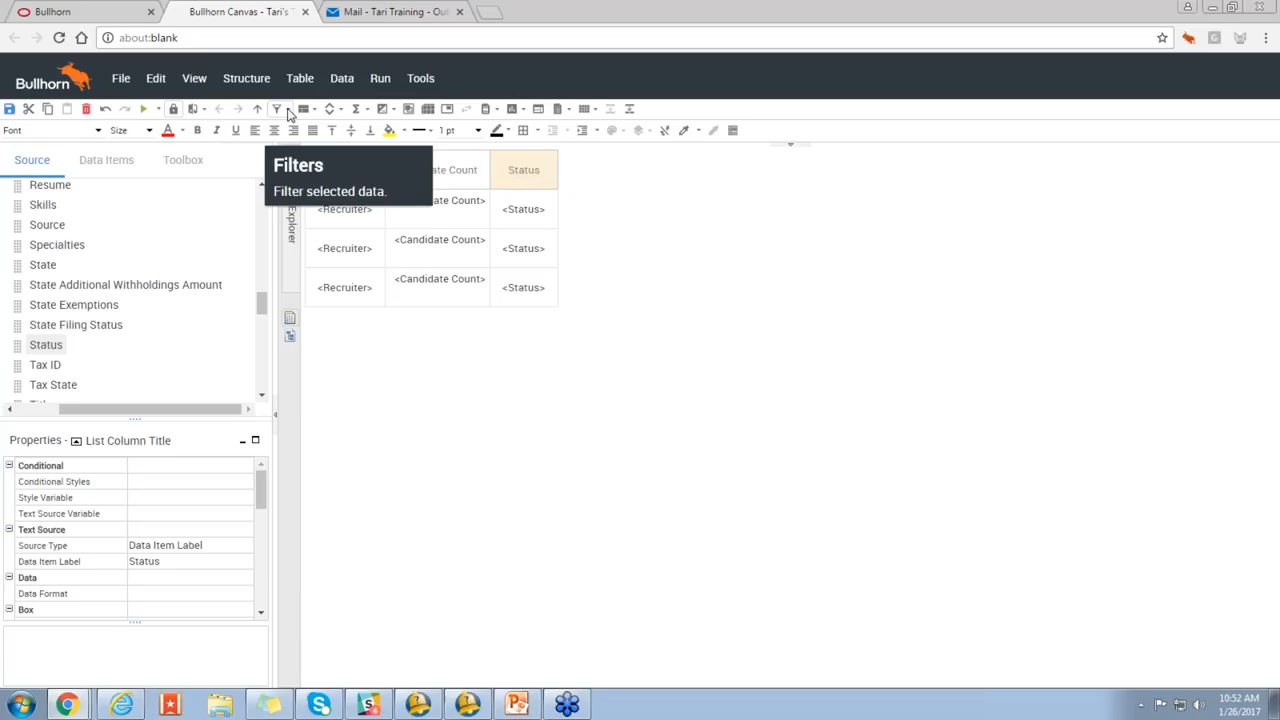 Bullhorn
Bullhorn Canvas - Tari's
Mail - Tari Training - Out
about:blank
Bullhorn
File Edit View Structure Table Data Run Tools
Font Size 1 pt
Source Data Items Toolbox
Filters
Filter selected data.
Explorer
ate Count Status
<Recruiter> ate Count> <Status>
<Recruiter> <Candidate Count> <Status>
<Recruiter> <Candidate Count> <Status>
Resume
Skills
Source
Specialties
State
State Additional Withholdings Amount
State Exemptions
State Filing Status
Status
Tax ID
Tax State
Properties - List Column Title
Conditional
Conditional Styles
Style Variable
Text Source Variable
Text Source
Source Type Data Item Label
Data Item Label Status
Data
Data Format
Box
10:52 AM
1/26/2017